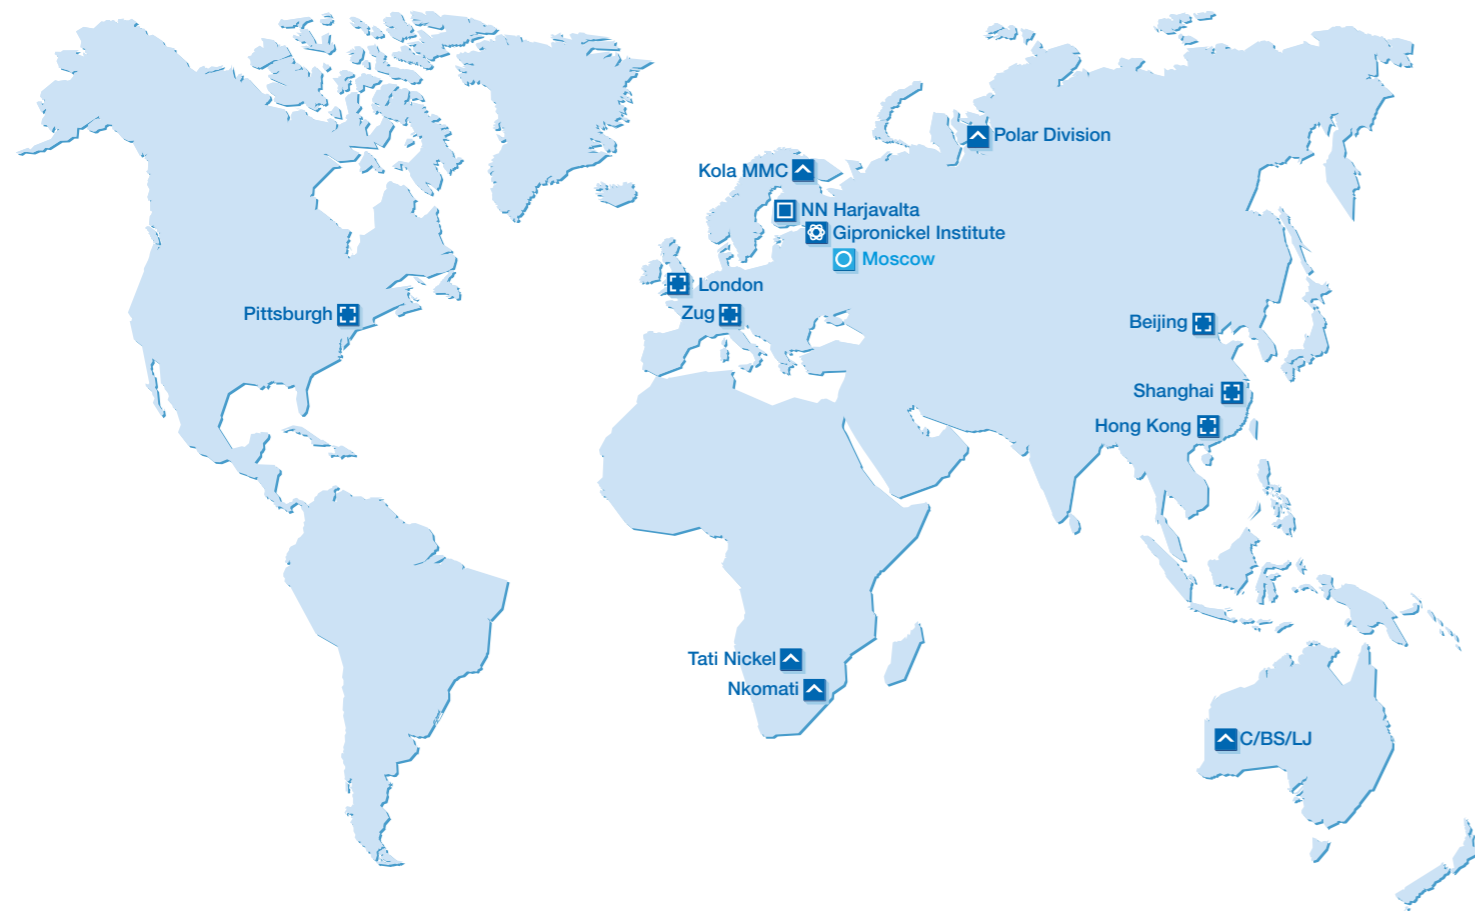 Polar Division
Kola MMC
NN Harjavalta
Gipronickel Institute
Moscow
London
Pittsburgh
Zug
Beijing
Shanghai
Hong Kong
Tati Nickel
Nkomati
C/BS/LJ